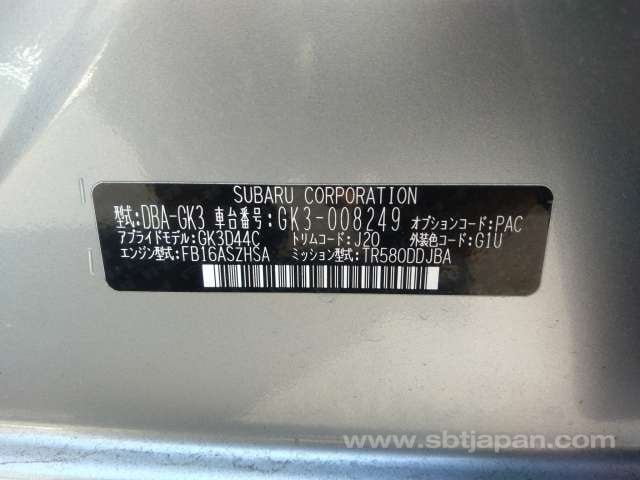 SUBARU CORPORATION
型式:DBA-GK3 車台番号:GK3-008249 オプションコード:PAC
アプライドモデル:GK3D44C トリムコード:J20 外装色コード:G1U
エンジン型式:FB16ASZHSA ミッション型式:TR580DDJBA
www.sbtjapan.com